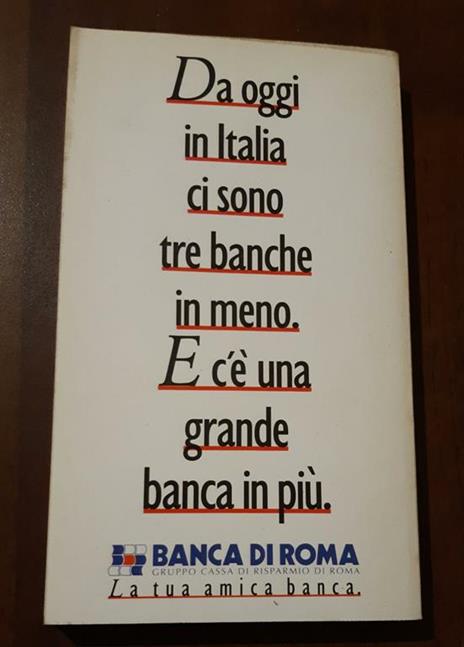 Da oggi
in Italia
ci sono
tre banche
in meno.
E c'è una
grande
banca in più.
BANCA DI ROMA
GRUPPO CASSA DI RISPARMIO DI ROMA
La tua amica banca.